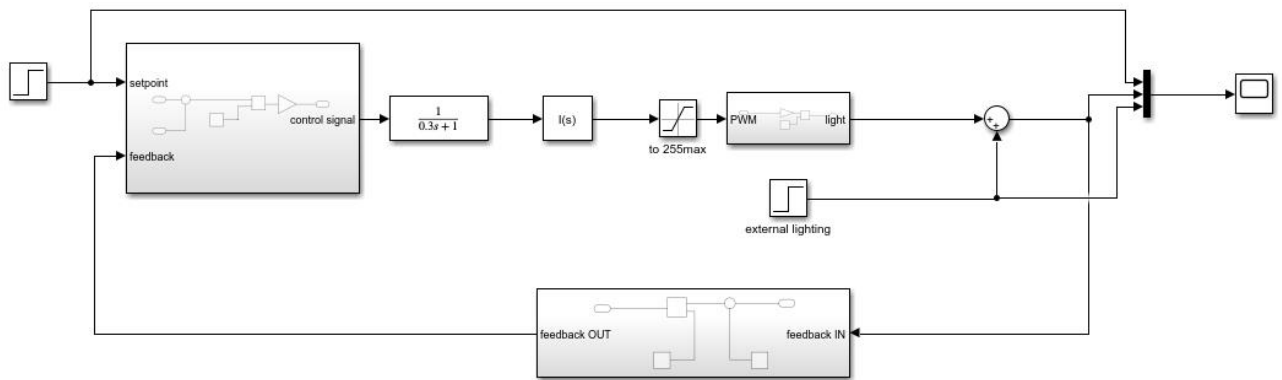 setpoint
control signal
feedback
1
0.3s + 1
I(s)
to 255max
PWM
light
+
+
external lighting
feedback OUT
feedback IN